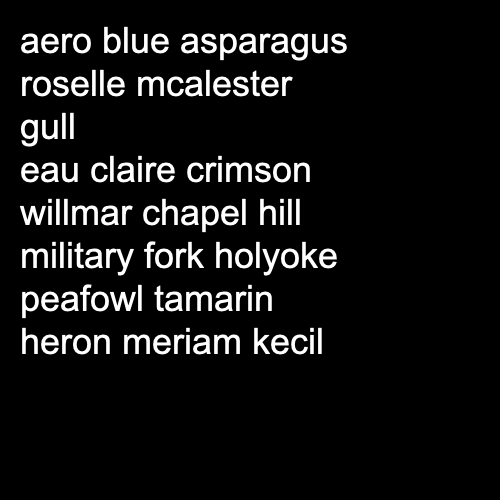 aero blue asparagus
roselle mcalester
gull
eau claire crimson
willmar chapel hill
military fork holyoke
peafowl tamarin
heron meriam kecil